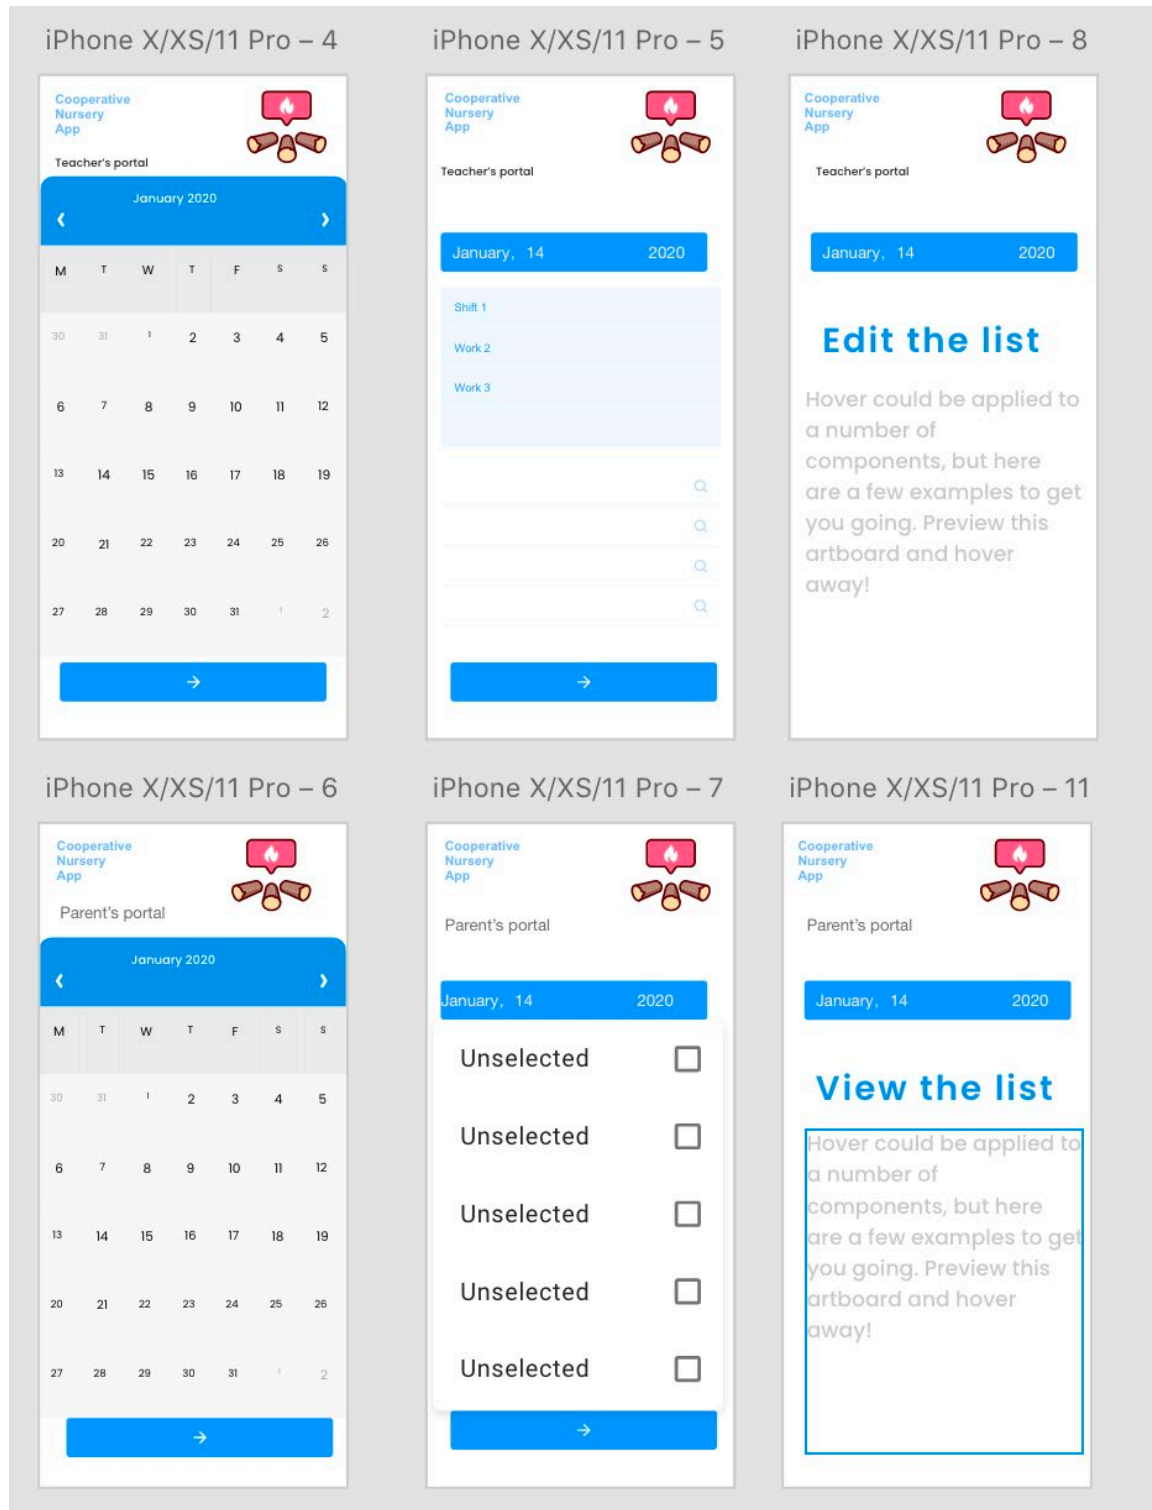 iPhone X/XS/11 Pro – 4
Cooperative
Nursery
App
Teacher's portal
January 2020
M T W T F S S
30 31 1 2 3 4 5
6 7 8 9 10 11 12
13 14 15 16 17 18 19
20 21 22 23 24 25 26
27 28 29 30 31 1 2
iPhone X/XS/11 Pro – 5
Cooperative
Nursery
App
Teacher's portal
January, 14 2020
Shift 1
Work 2
Work 3
iPhone X/XS/11 Pro – 8
Cooperative
Nursery
App
Teacher's portal
January, 14 2020
Edit the list
Hover could be applied to
a number of
components, but here
are a few examples to get
you going. Preview this
artboard and hover
away!
iPhone X/XS/11 Pro – 6
Cooperative
Nursery
App
Parent's portal
January 2020
M T W T F S S
30 31 1 2 3 4 5
6 7 8 9 10 11 12
13 14 15 16 17 18 19
20 21 22 23 24 25 26
27 28 29 30 31 1 2
iPhone X/XS/11 Pro – 7
Cooperative
Nursery
App
Parent's portal
January, 14 2020
Unselected
Unselected
Unselected
Unselected
Unselected
iPhone X/XS/11 Pro – 11
Cooperative
Nursery
App
Parent's portal
January, 14 2020
View the list
Hover could be applied to
a number of
components, but here
are a few examples to get
you going. Preview this
artboard and hover
away!